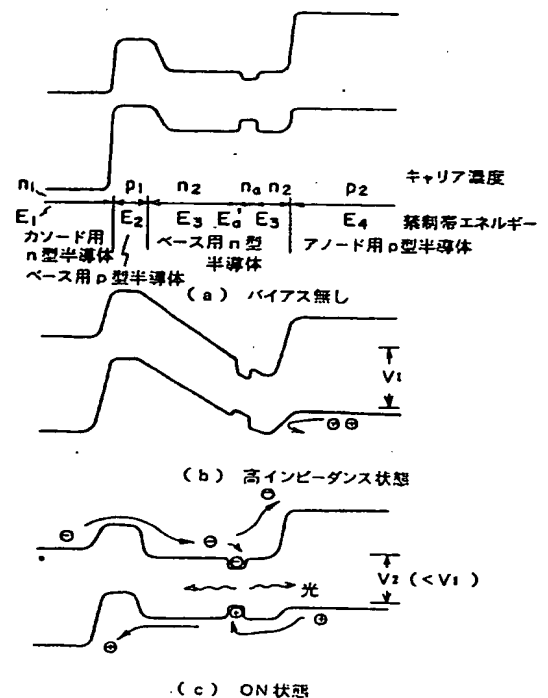 n₁ p₁ n₂ nₐ n₂ p₂ キャリア濃度
E₁ E₂ E₃ Eₐ' E₃ E₄ 禁制帯エネルギー
カソード用
n型半導体
ベース用p型半導体
ベース用n型
半導体
アノード用p型半導体
(a) バイアス無し
V₁
⊕ ⊕
(b) 高インピーダンス状態
⊖
⊖ ⊖ ⊖
V₂ (<V₁)
光
⊕ ⊕ ⊕
(c) ON状態